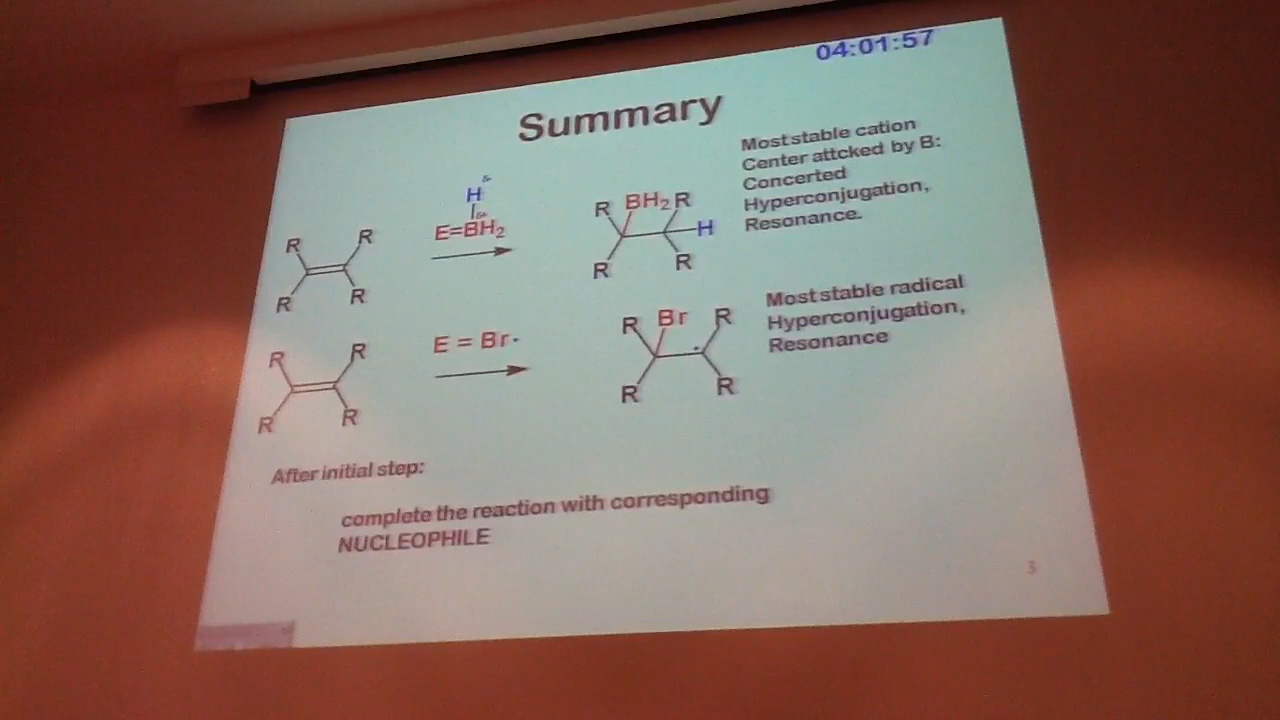 04:01:57
Summary
Most stable cation
Center attcked by B:
Concerted
Hyperconjugation,
Resonance.
H
E=BH₂
R R
R R
R BH₂ R
H
R R
Most stable radical
Hyperconjugation,
Resonance
E = Br·
R R
R R
R Br R
R R
After initial step:
complete the reaction with corresponding
NUCLEOPHILE
3